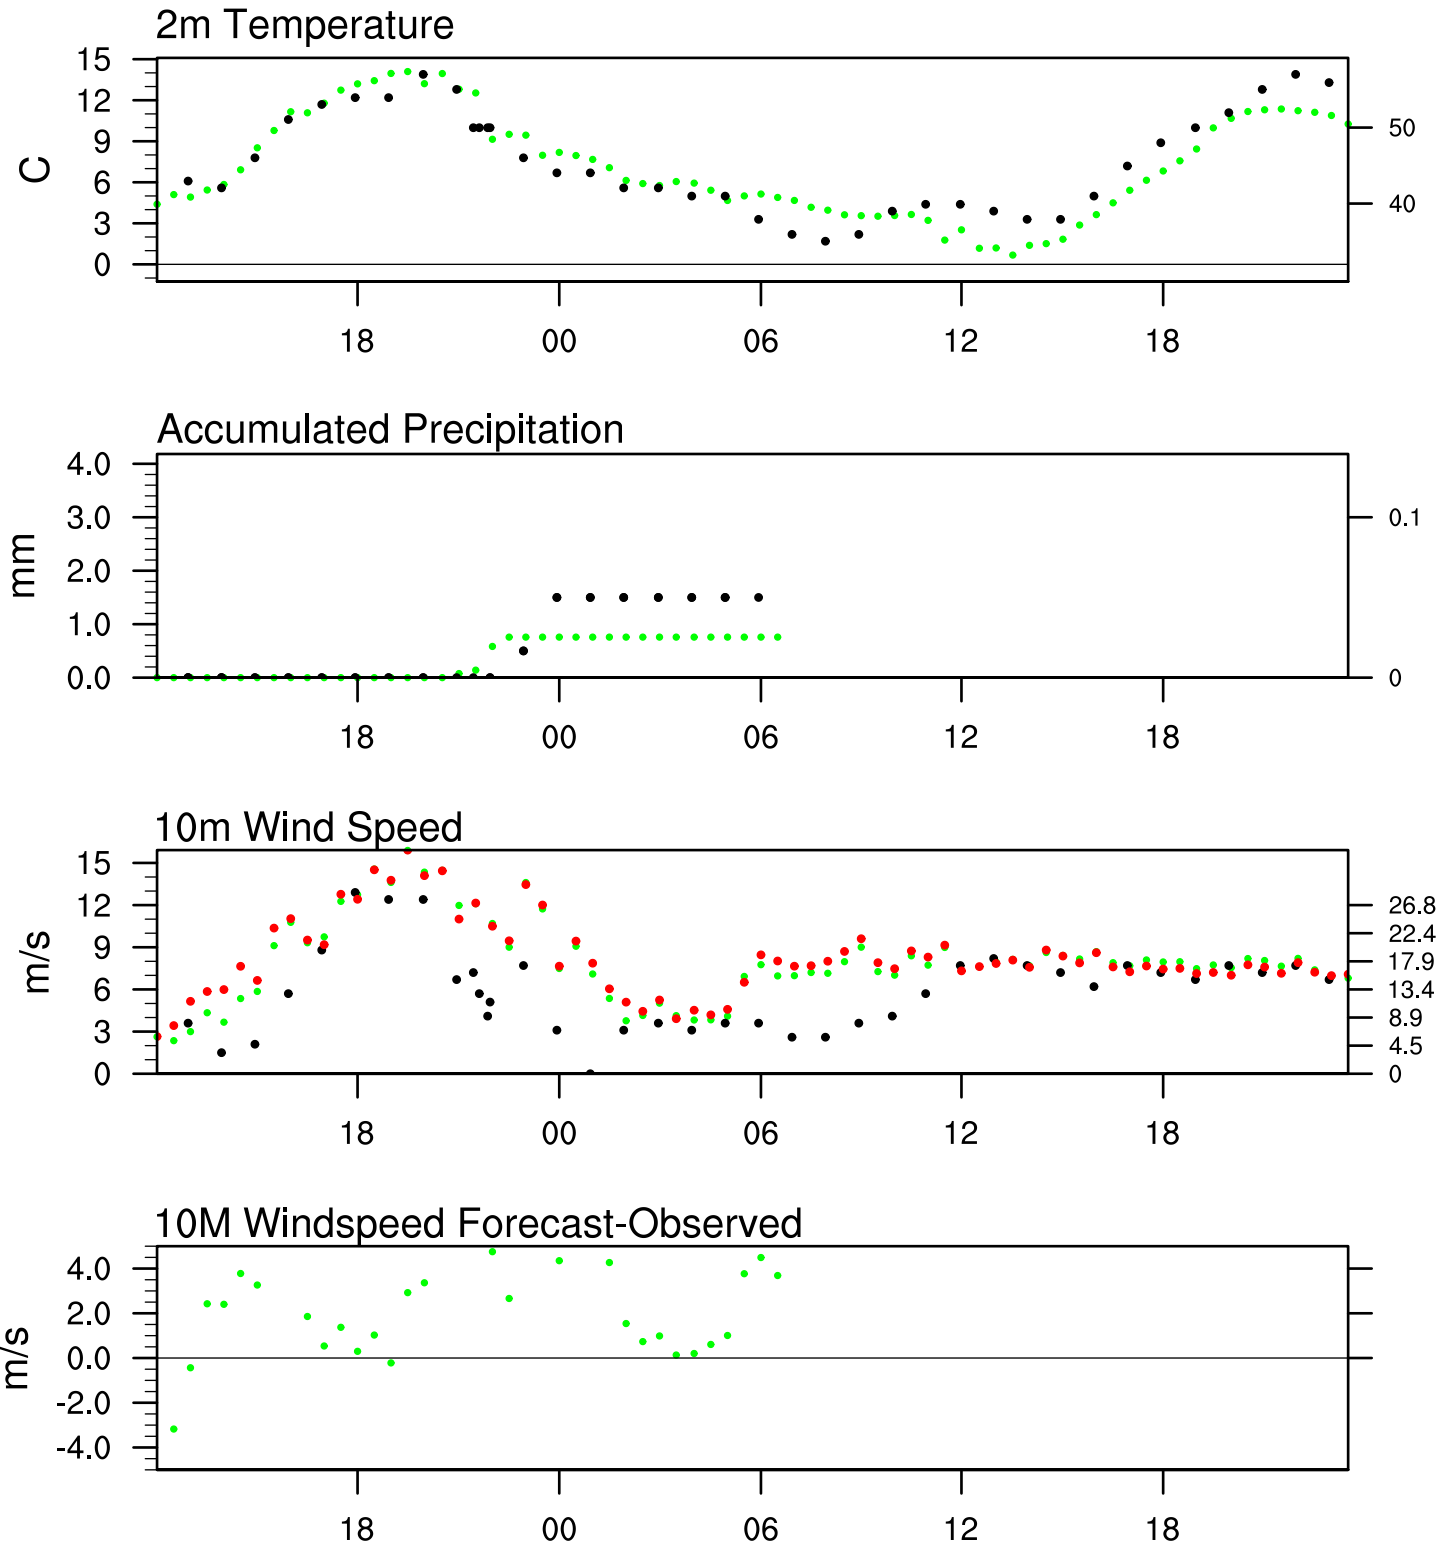 2m Temperature
15
12
9
6
3
0
C
50
40
18 00 06 12 18
Accumulated Precipitation
4.0
3.0
2.0
1.0
0.0
mm
0.1
0
18 00 06 12 18
10m Wind Speed
15
12
9
6
3
0
m/s
26.8
22.4
17.9
13.4
8.9
4.5
0
18 00 06 12 18
10M Windspeed Forecast-Observed
4.0
2.0
0.0
-2.0
-4.0
m/s
18 00 06 12 18